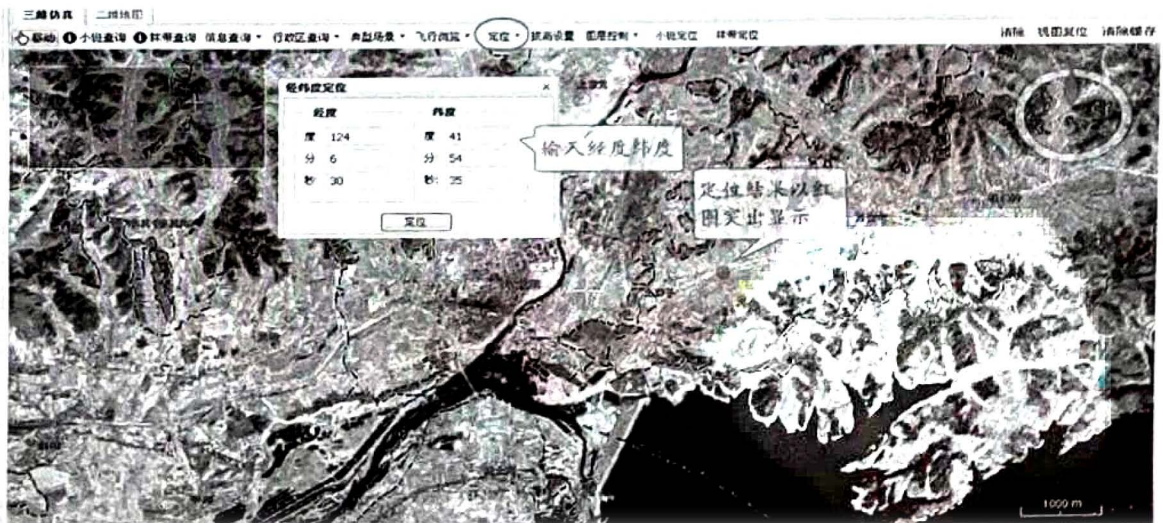 三维仿真 二维地图
移动 小班查询 林带查询 信息查询 行政区查询 典型场景 飞行浏览 定位 拔高设置 图层控制 小班定位 林带定位 清除 视图复位 清除缓存
经纬度定位 ×
经度 纬度
度 124 度 41
分 6 分 54
秒 30 秒: 35
定位
输入经度纬度
定位结果以红
圈突出显示
1000 m